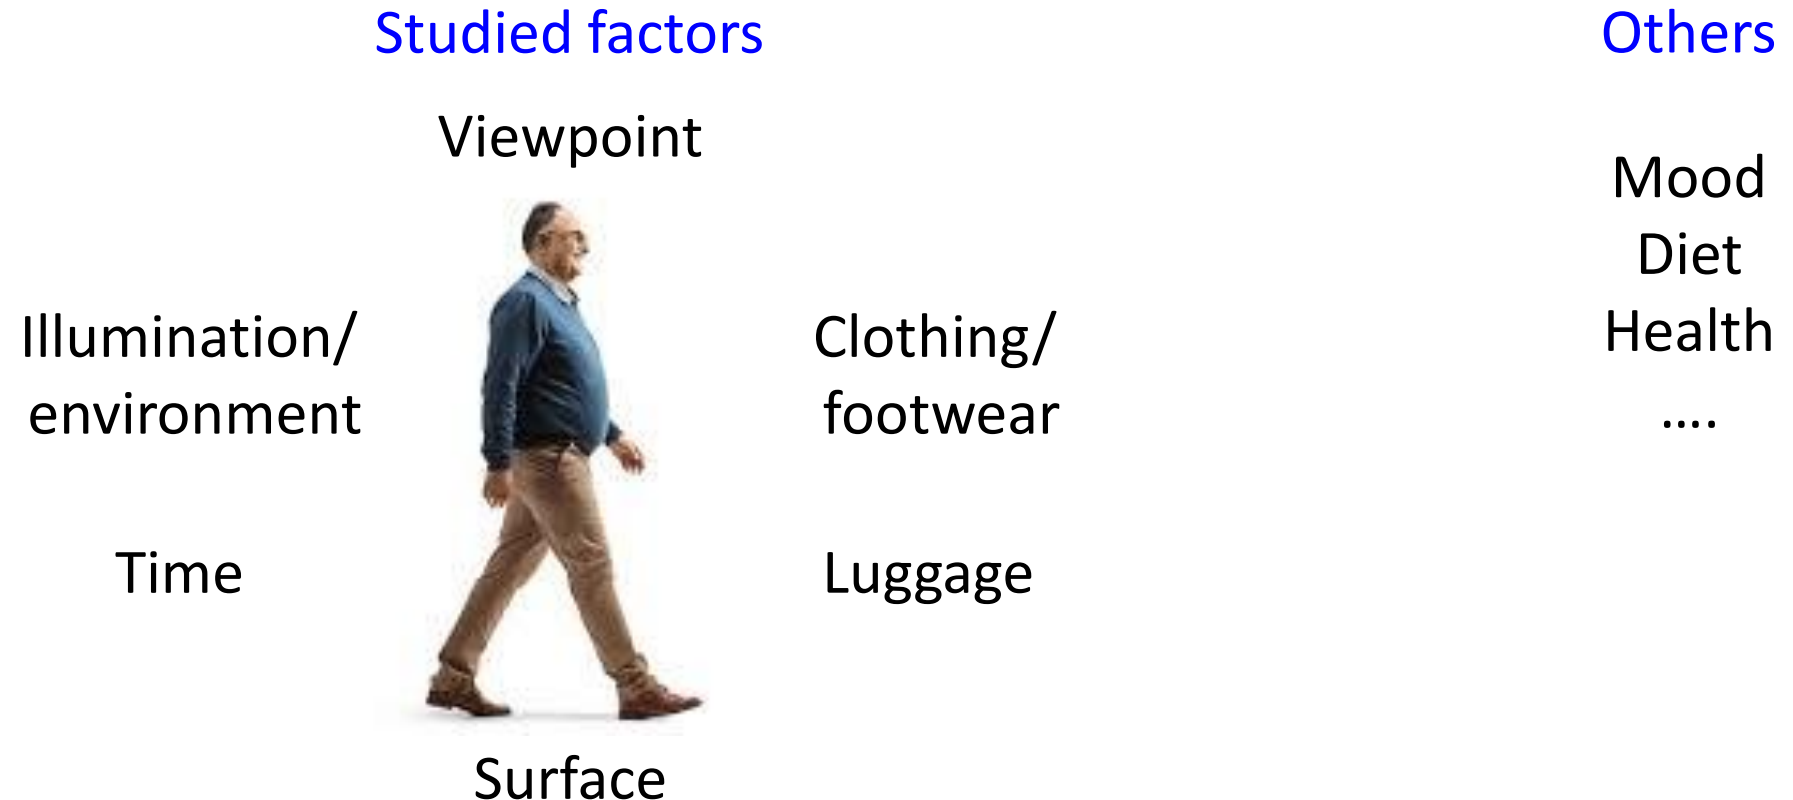 Studied factors
Others
Viewpoint
Mood
Diet
Health
....
Illumination/
environment
Clothing/
footwear
Time
Luggage
Surface